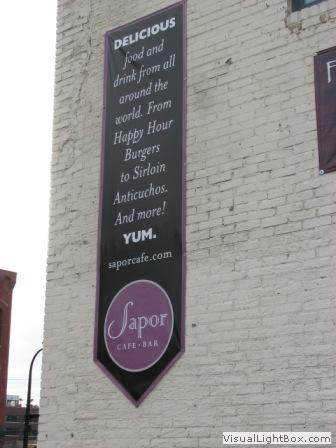 DELICIOUS
food and
drink from all
around the
world. From
Happy Hour
Burgers
to Sirloin
Anticuchos.
And more!
YUM.
saporcafe.com
Sapor
CAFE • BAR
VisualLightBox.com